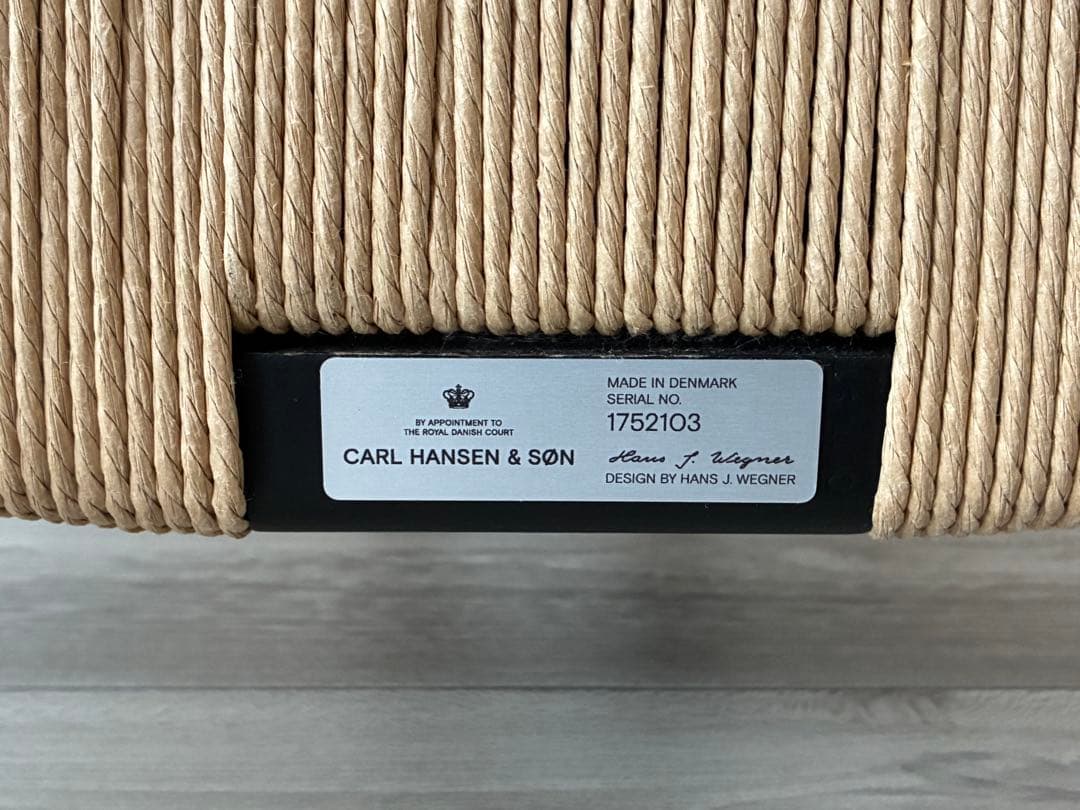 BY APPOINTMENT TO
THE ROYAL DANISH COURT
CARL HANSEN & SØN
MADE IN DENMARK
SERIAL NO.
1752103
Hans J. Wegner
DESIGN BY HANS J. WEGNER